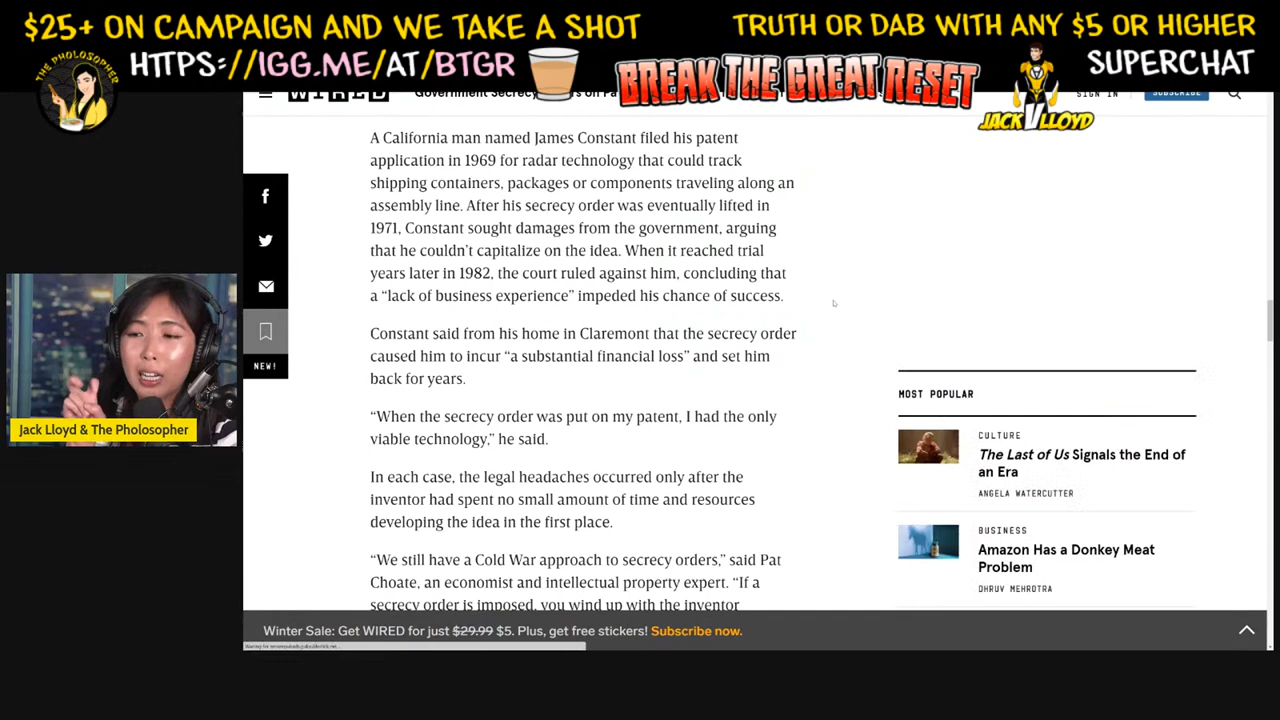 $25+ ON CAMPAIGN AND WE TAKE A SHOT
HTTPS://IGG.ME/AT/BTGR
THE PHOLOSOPHER
BREAK THE GREAT RESET
TRUTH OR DAB WITH ANY $5 OR HIGHER
SUPERCHAT
JACK V LLOYD
WIRED
Government Secrecy
SIGN IN
SUBSCRIBE
A California man named James Constant filed his patent
application in 1969 for radar technology that could track
shipping containers, packages or components traveling along an
assembly line. After his secrecy order was eventually lifted in
1971, Constant sought damages from the government, arguing
that he couldn't capitalize on the idea. When it reached trial
years later in 1982, the court ruled against him, concluding that
a “lack of business experience” impeded his chance of success.
Constant said from his home in Claremont that the secrecy order
caused him to incur “a substantial financial loss” and set him
back for years.
“When the secrecy order was put on my patent, I had the only
viable technology,” he said.
In each case, the legal headaches occurred only after the
inventor had spent no small amount of time and resources
developing the idea in the first place.
“We still have a Cold War approach to secrecy orders,” said Pat
Choate, an economist and intellectual property expert. “If a
secrecy order is imposed, you wind up with the inventor
NEW!
Jack Lloyd & The Pholosopher
MOST POPULAR
CULTURE
The Last of Us Signals the End of
an Era
ANGELA WATERCUTTER
BUSINESS
Amazon Has a Donkey Meat
Problem
DHRUV MEHROTRA
Winter Sale: Get WIRED for just $29.99 $5. Plus, get free stickers! Subscribe now.